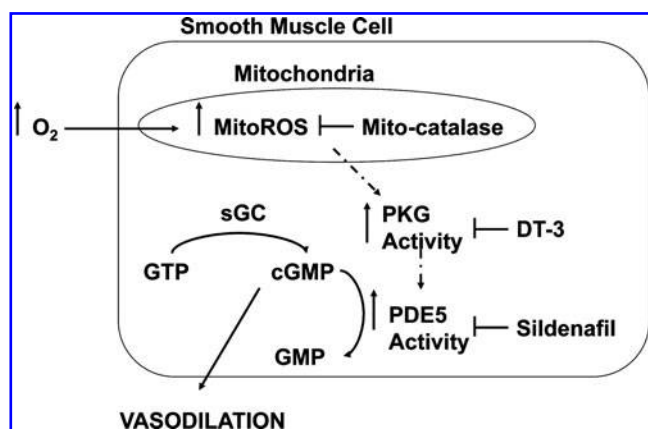 Smooth Muscle Cell
Mitochondria
O₂
MitoROS
Mito-catalase
sGC
PKG
Activity
DT-3
GTP
cGMP
PDE5
Activity
Sildenafil
GMP
VASODILATION